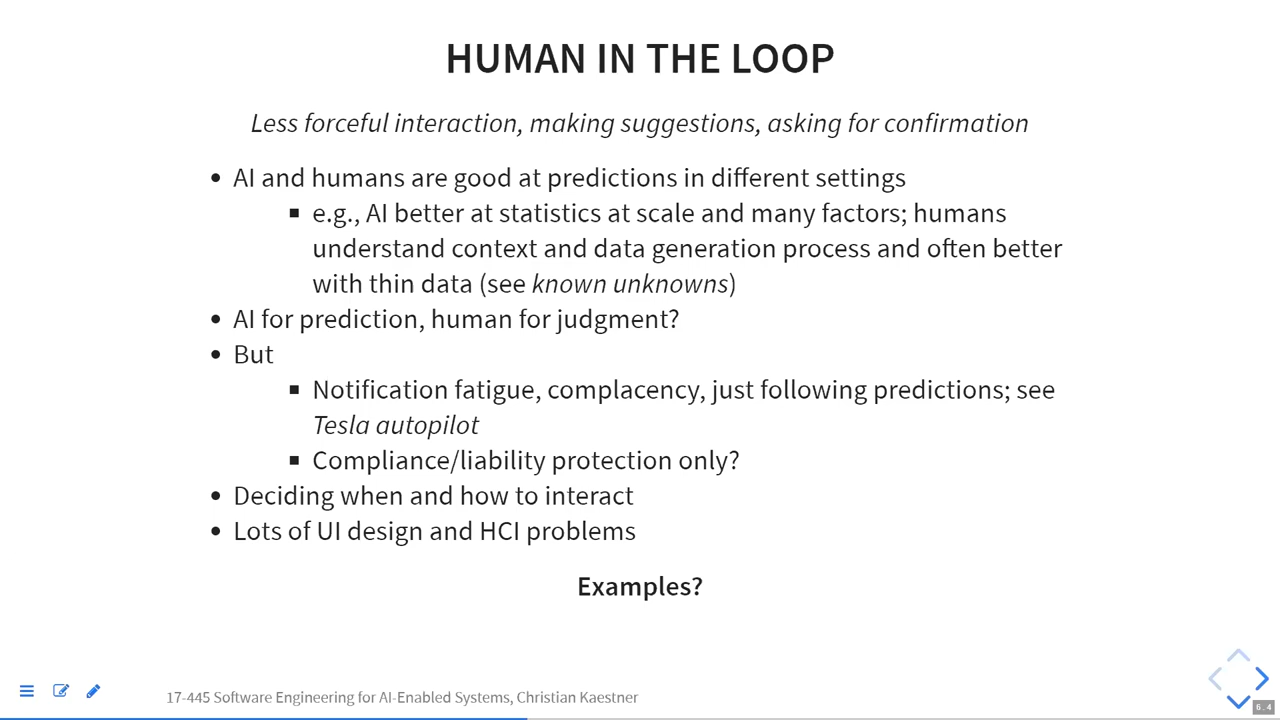 HUMAN IN THE LOOP
Less forceful interaction, making suggestions, asking for confirmation
• AI and humans are good at predictions in different settings
▪ e.g., AI better at statistics at scale and many factors; humans
understand context and data generation process and often better
with thin data (see known unknowns)
• AI for prediction, human for judgment?
• But
▪ Notification fatigue, complacency, just following predictions; see
Tesla autopilot
▪ Compliance/liability protection only?
• Deciding when and how to interact
• Lots of UI design and HCI problems
Examples?
17-445 Software Engineering for AI-Enabled Systems, Christian Kaestner
6.4